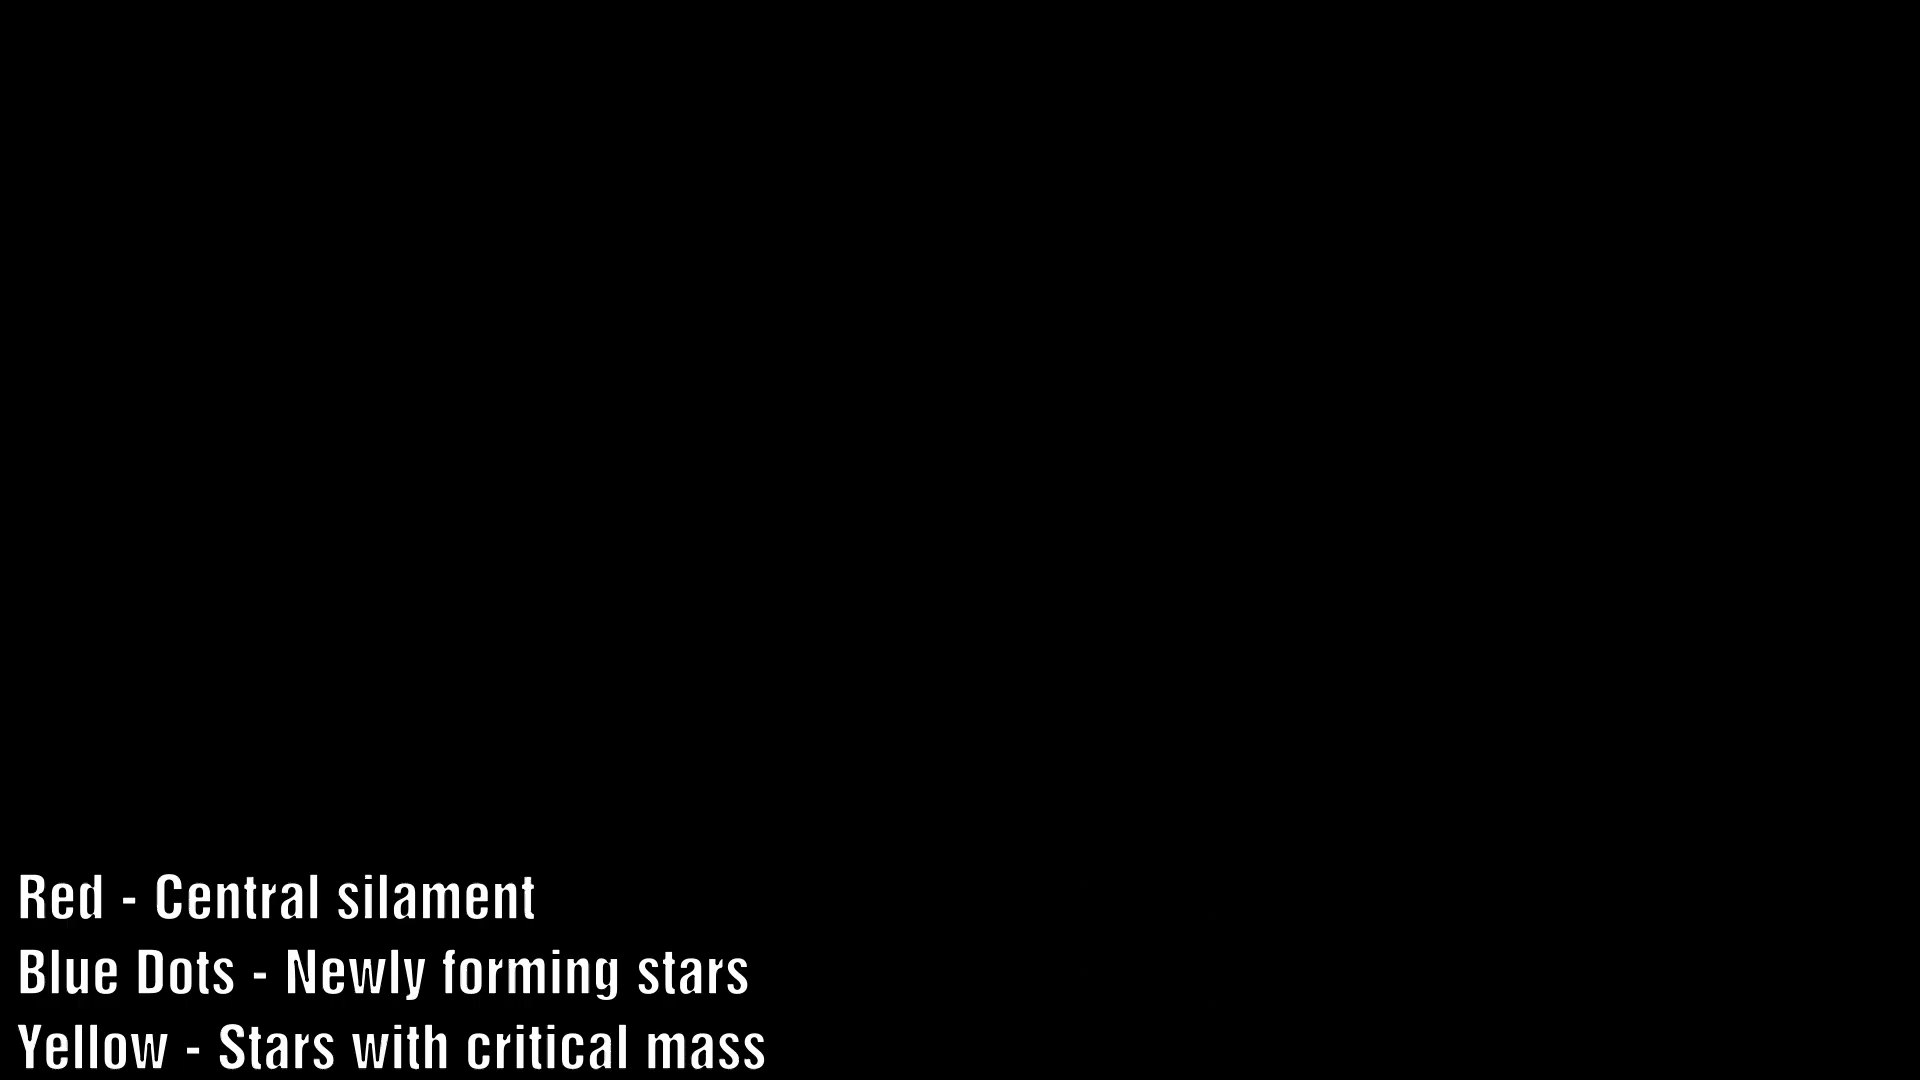 Red - Central silament
Blue Dots - Newly forming stars
Yellow - Stars with critical mass